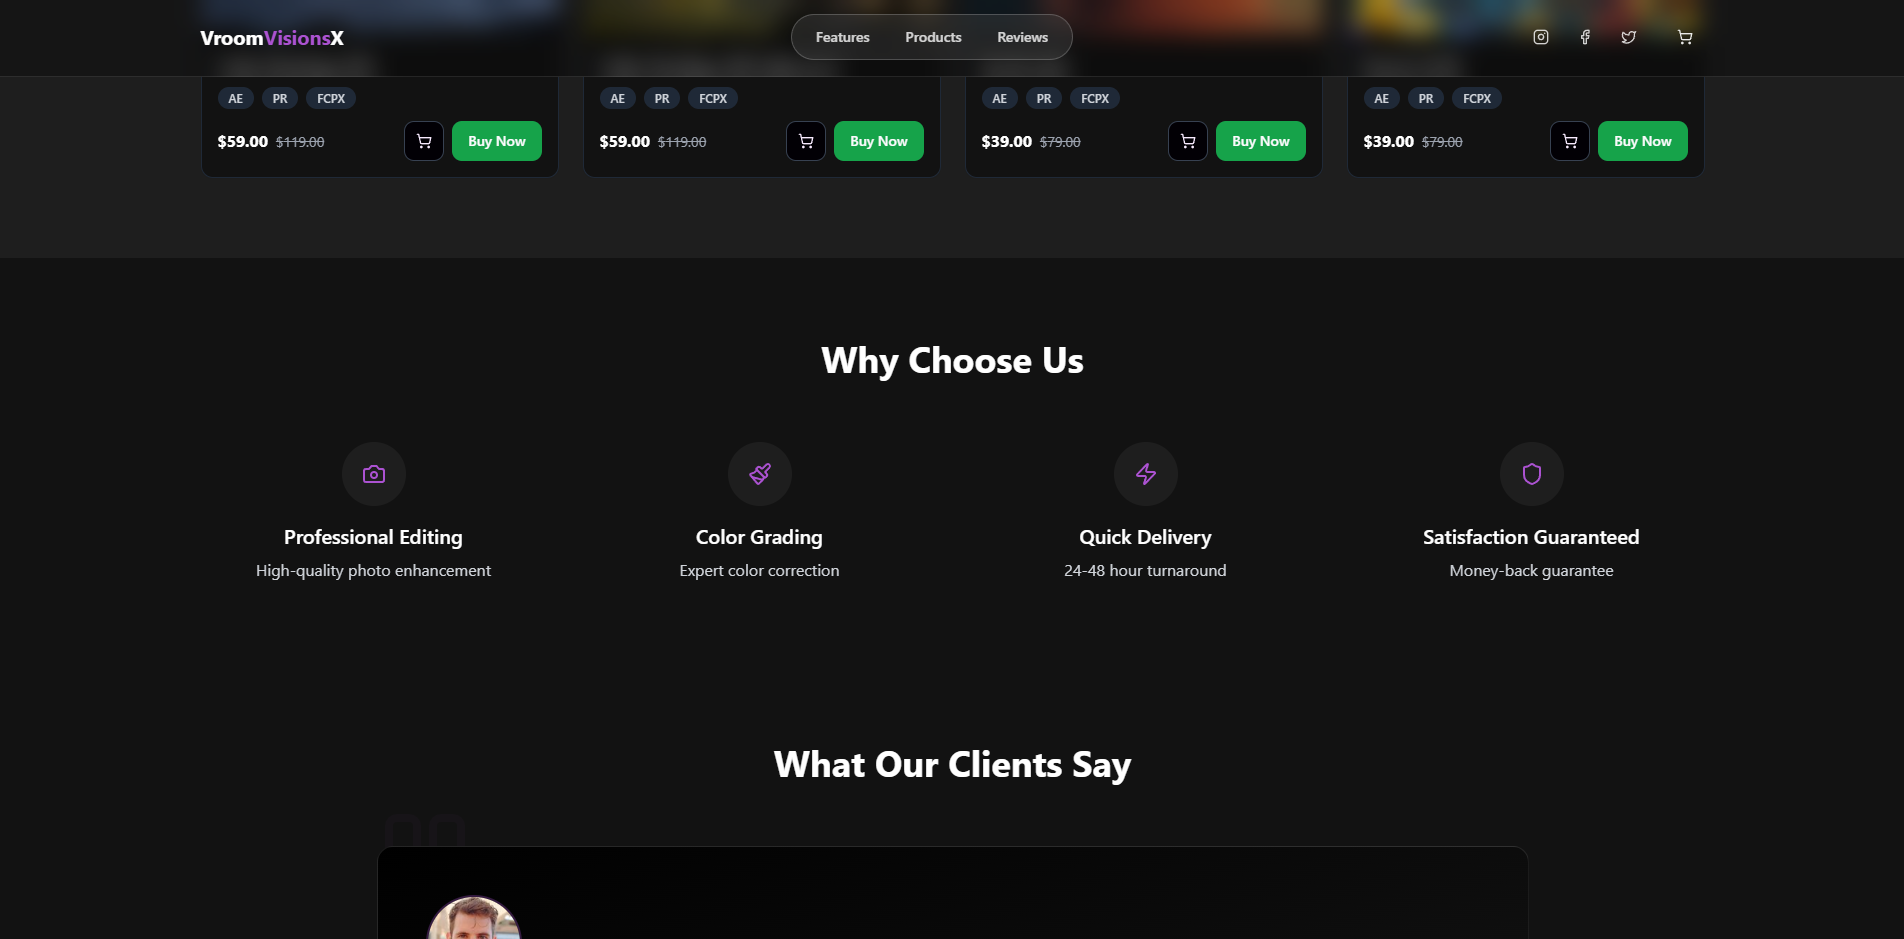 VroomVisionsX
Features Products Reviews
AE PR FCPX
$59.00 $119.00 Buy Now
AE PR FCPX
$59.00 $119.00 Buy Now
AE PR FCPX
$39.00 $79.00 Buy Now
AE PR FCPX
$39.00 $79.00 Buy Now
Why Choose Us
Professional Editing
High-quality photo enhancement
Color Grading
Expert color correction
Quick Delivery
24-48 hour turnaround
Satisfaction Guaranteed
Money-back guarantee
What Our Clients Say